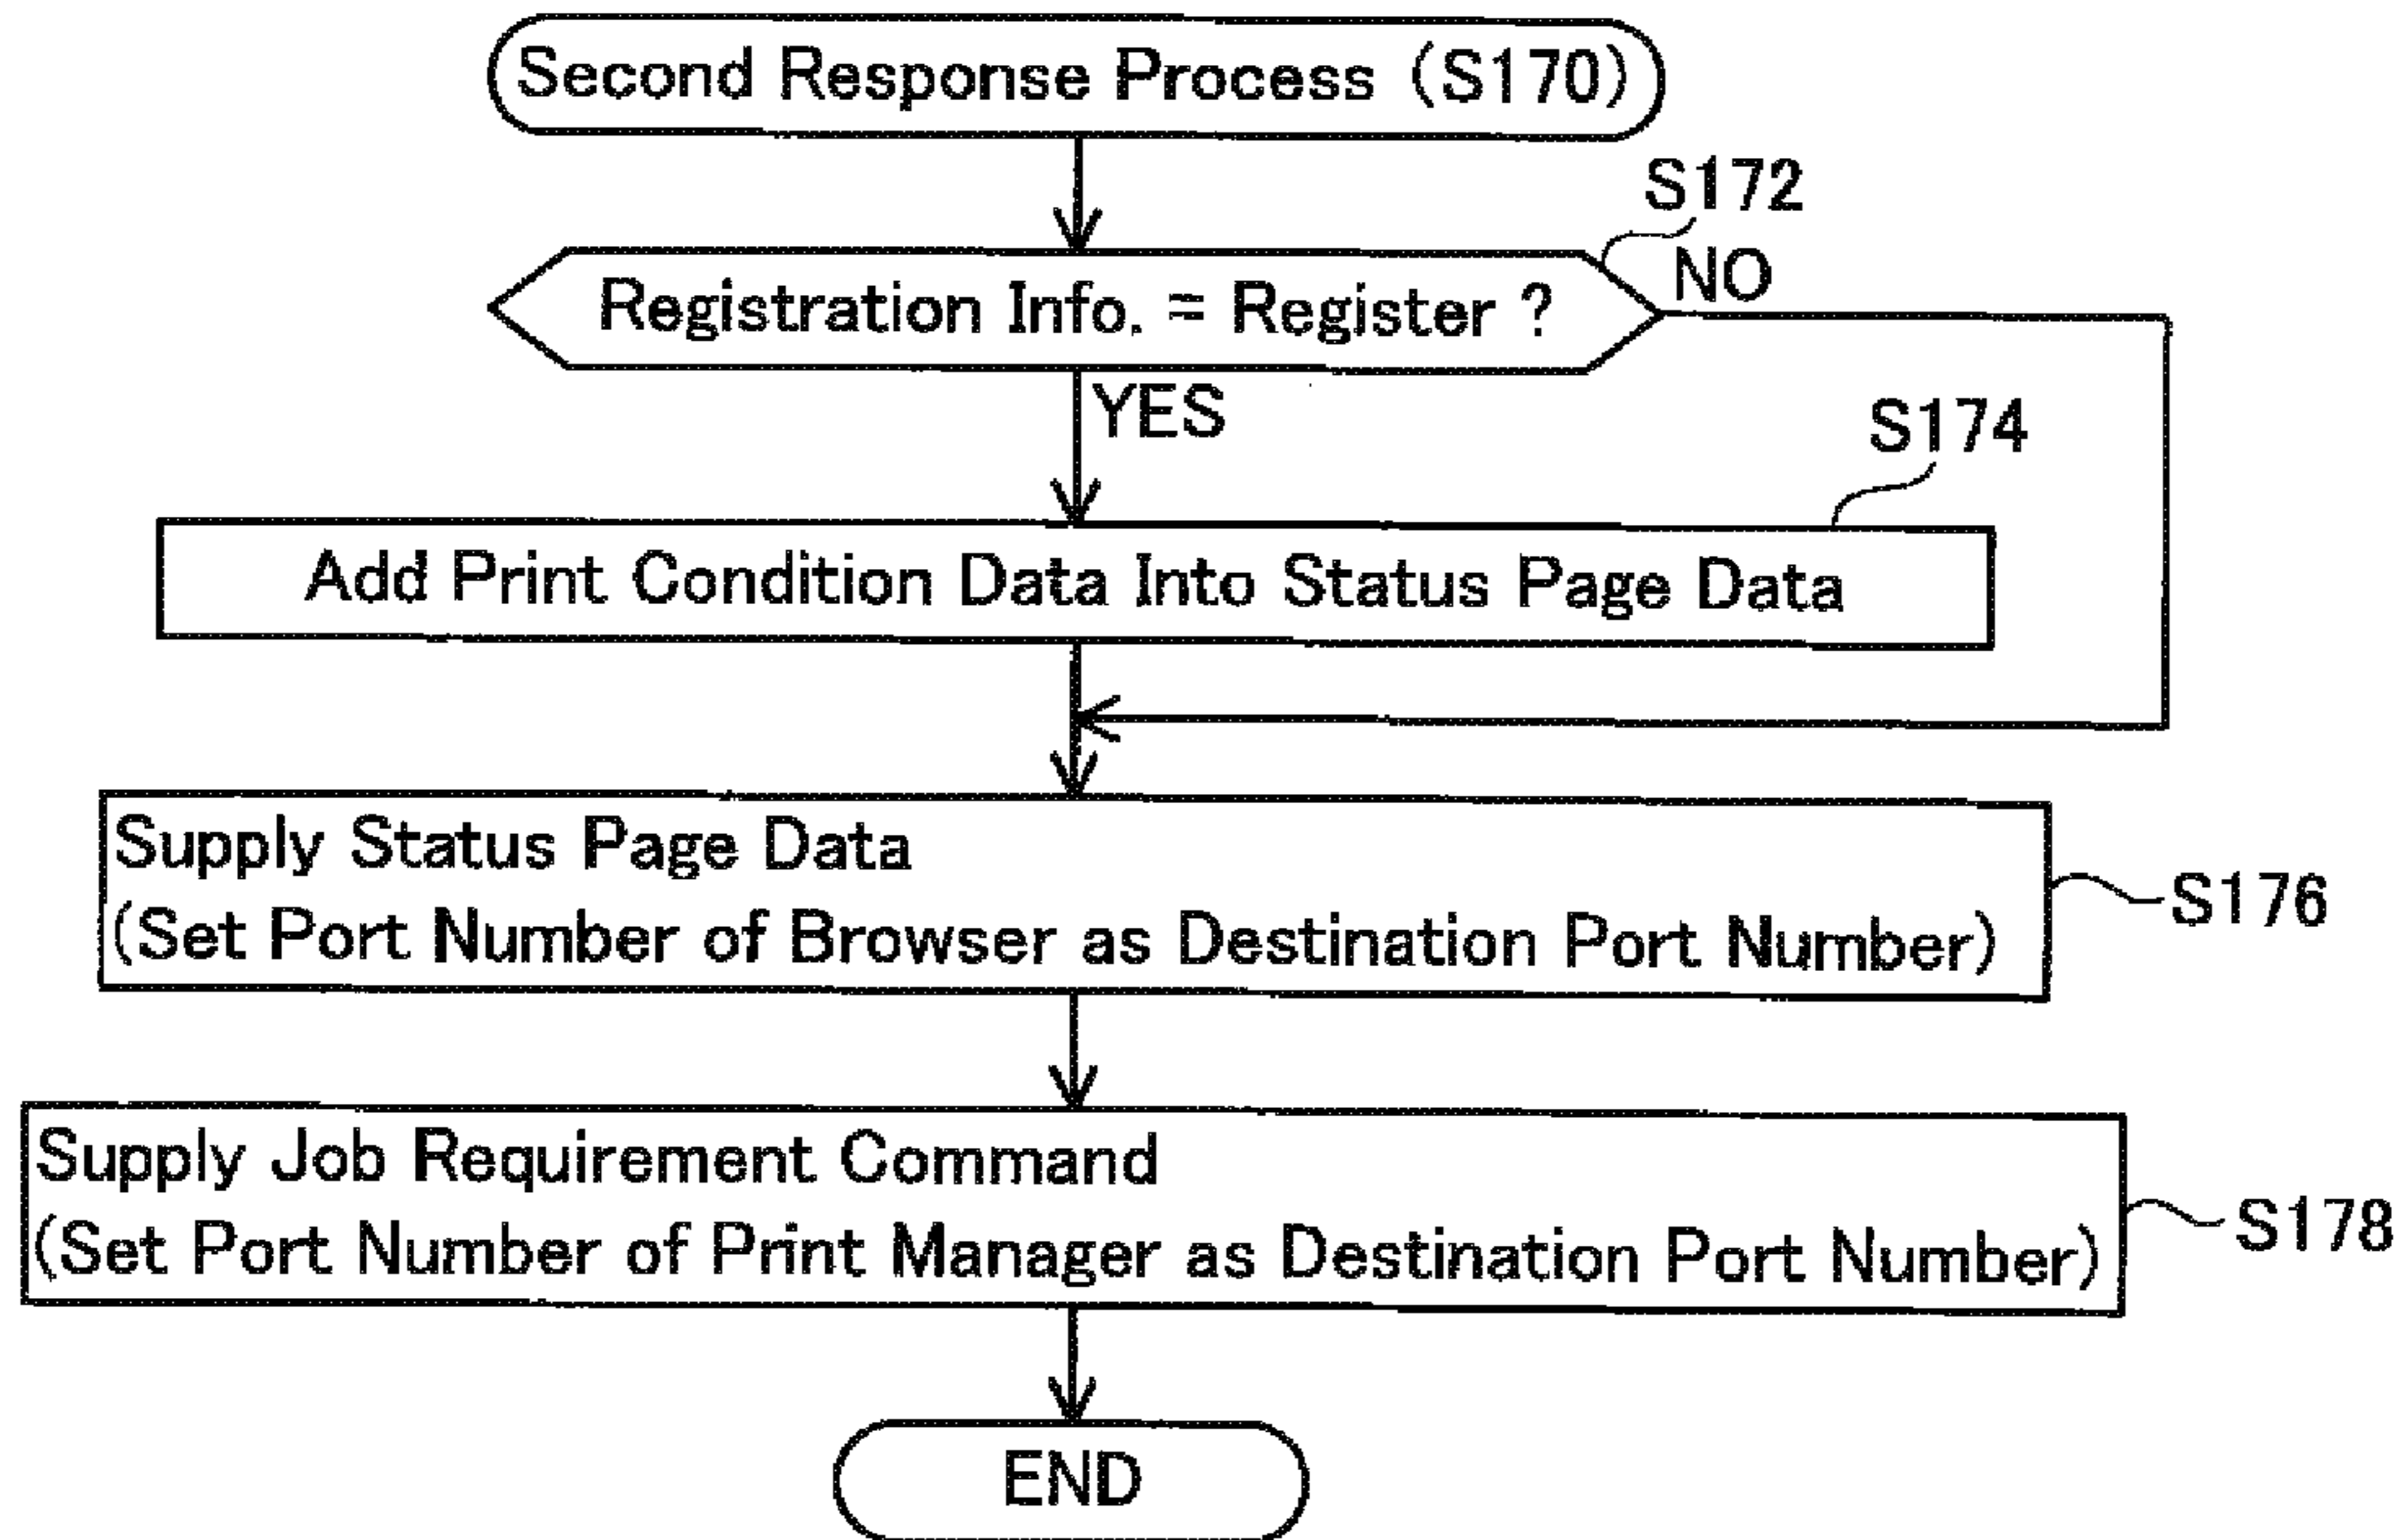 Second Response Process (S170)
S172
Registration Info. = Register ?
NO
YES
S174
Add Print Condition Data Into Status Page Data
Supply Status Page Data
(Set Port Number of Browser as Destination Port Number)
S176
Supply Job Requirement Command
(Set Port Number of Print Manager as Destination Port Number)
S178
END